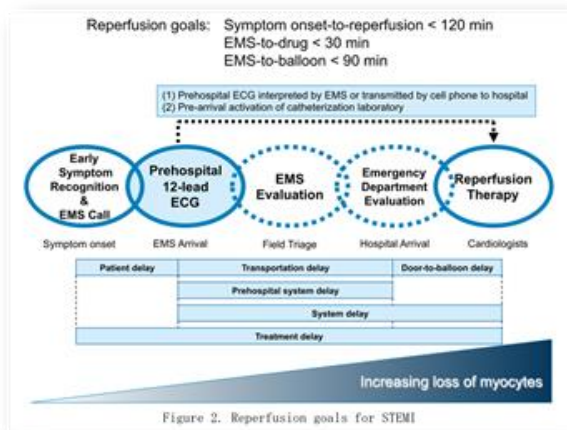 Reperfusion goals: Symptom onset-to-reperfusion < 120 min
EMS-to-drug < 30 min
EMS-to-balloon < 90 min
(1) Prehospital ECG interpreted by EMS or transmitted by cell phone to hospital
(2) Pre-arrival activation of catheterization laboratory
Early
Symptom
Recognition
&
EMS Call
Prehospital
12-lead
ECG
EMS
Evaluation
Emergency
Department
Evaluation
Reperfusion
Therapy
Symptom onset
EMS Arrival
Field Triage
Hospital Arrival
Cardiologists
Patient delay
Transportation delay
Door-to-balloon delay
Prehospital system delay
System delay
Treatment delay
Increasing loss of myocytes
Figure 2. Reperfusion goals for STEMI